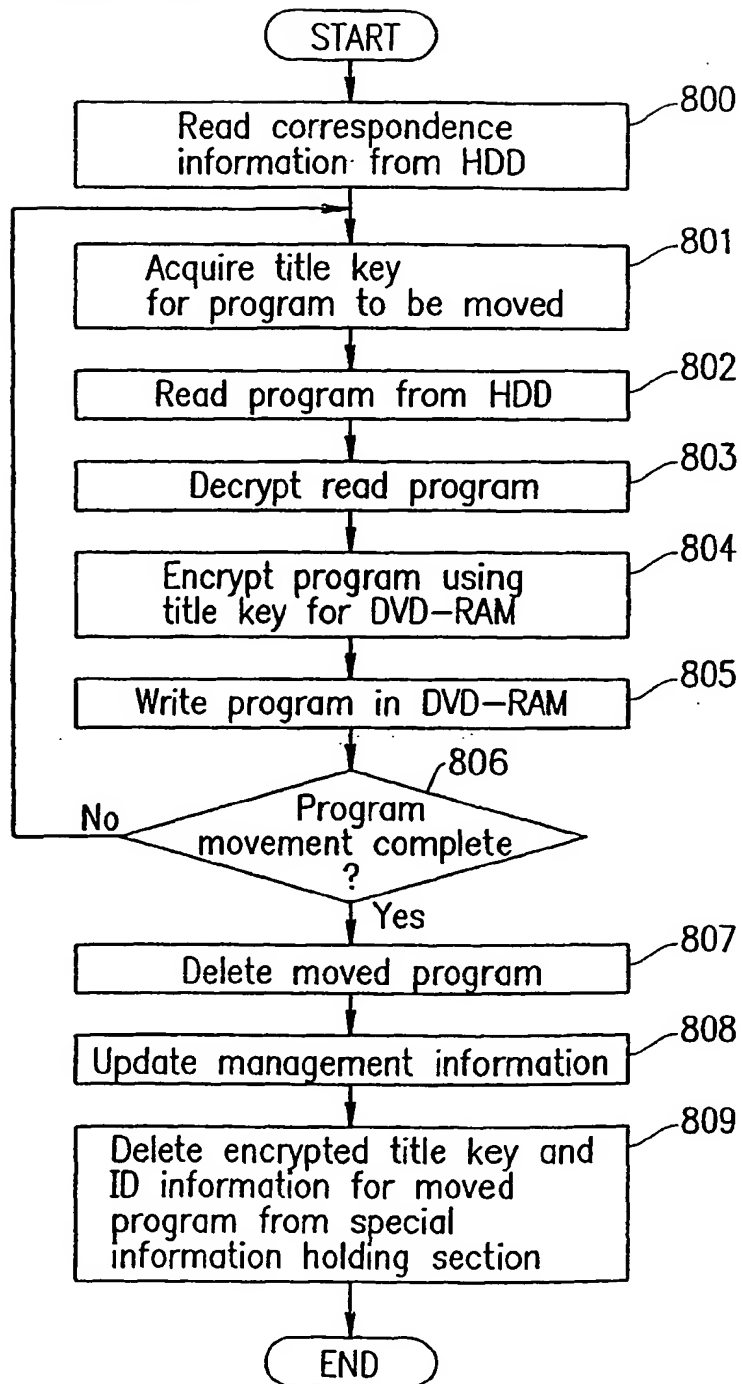 START
800
Read correspondence
information from HDD
801
Acquire title key
for program to be moved
802
Read program from HDD
803
Decrypt read program
804
Encrypt program using
title key for DVD-RAM
805
Write program in DVD-RAM
806
Program
movement complete
?
No
Yes
807
Delete moved program
808
Update management information
809
Delete encrypted title key and
ID information for moved
program from special
information holding section
END